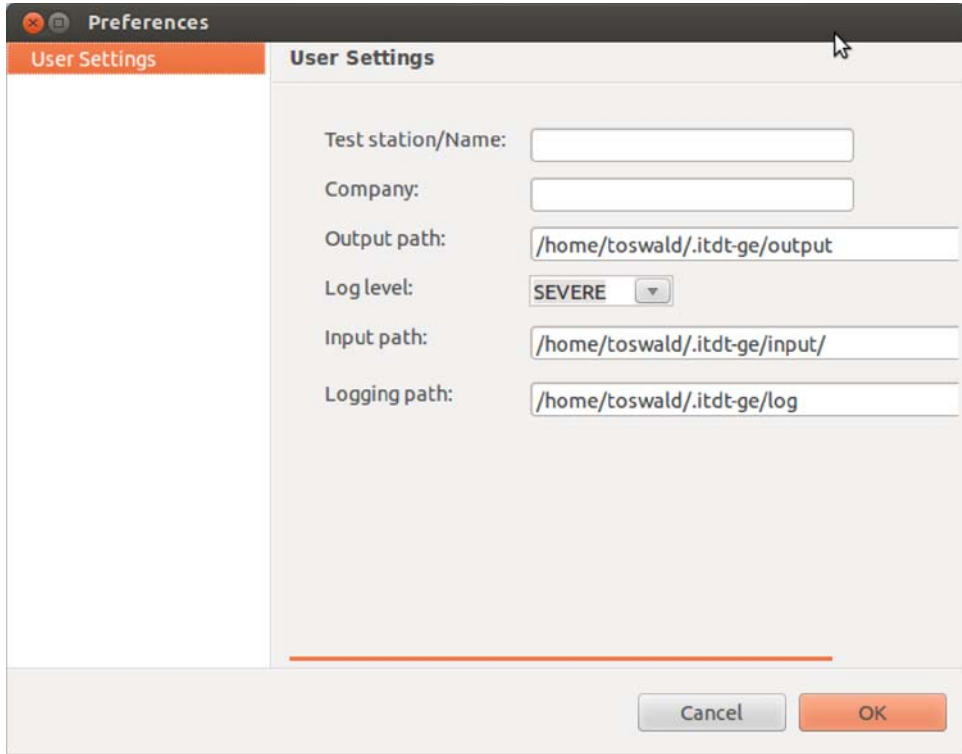 Preferences
User Settings
User Settings
Test station/Name:
Company:
Output path: /home/toswald/.itdt-ge/output
Log level: SEVERE
Input path: /home/toswald/.itdt-ge/input/
Logging path: /home/toswald/.itdt-ge/log
Cancel OK